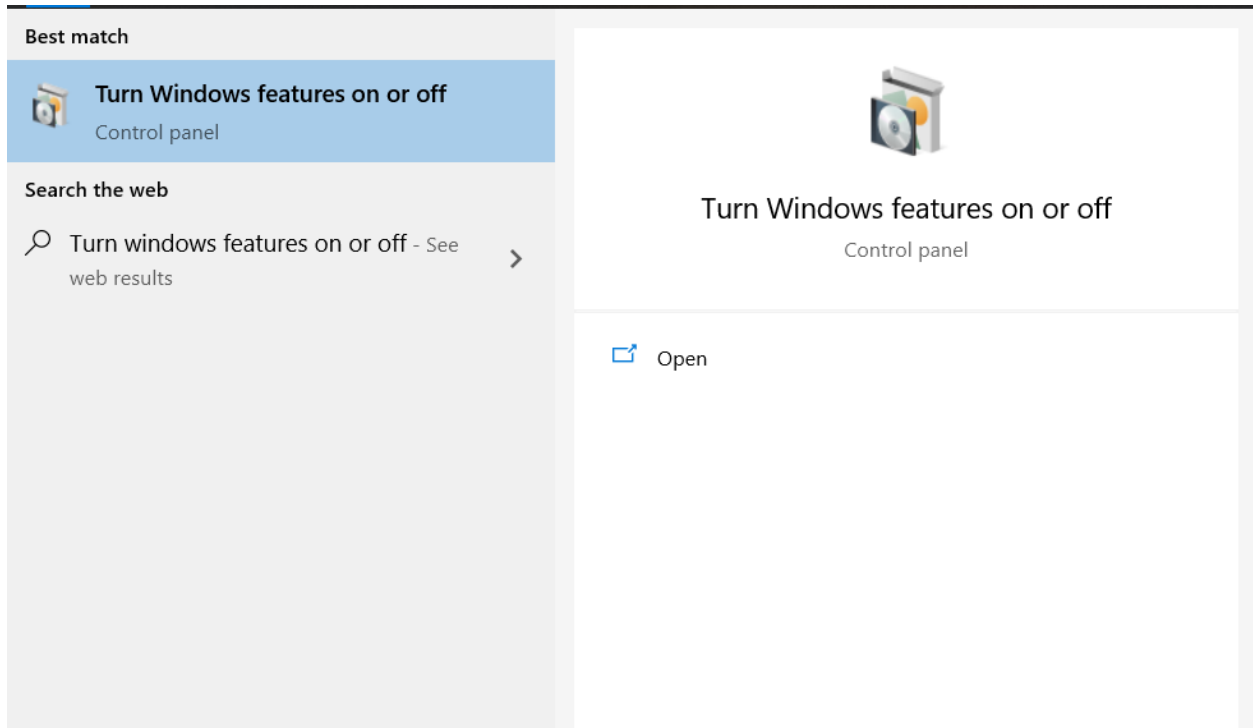 Best match
Turn Windows features on or off
Control panel
Search the web
Turn windows features on or off - See
web results
Turn Windows features on or off
Control panel
Open